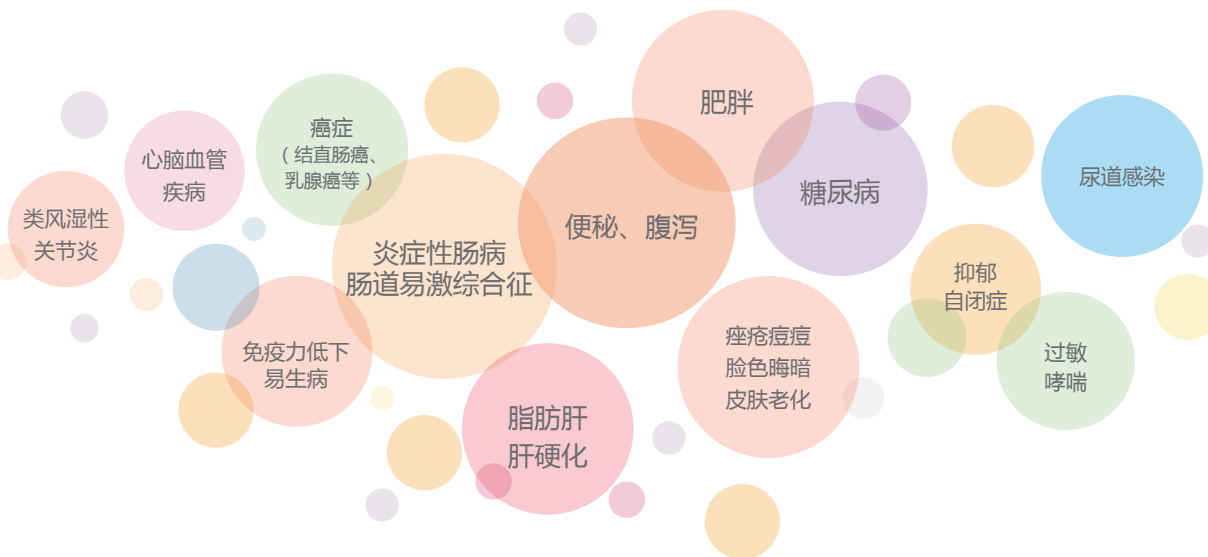 肥胖
癌症
（结直肠癌、
乳腺癌等）
心脑血管
疾病
类风湿性
关节炎
炎症性肠病
肠道易激综合征
便秘、腹泻
糖尿病
尿道感染
抑郁
自闭症
免疫力低下
易生病
痤疮痘痘
脸色晦暗
皮肤老化
过敏
哮喘
脂肪肝
肝硬化